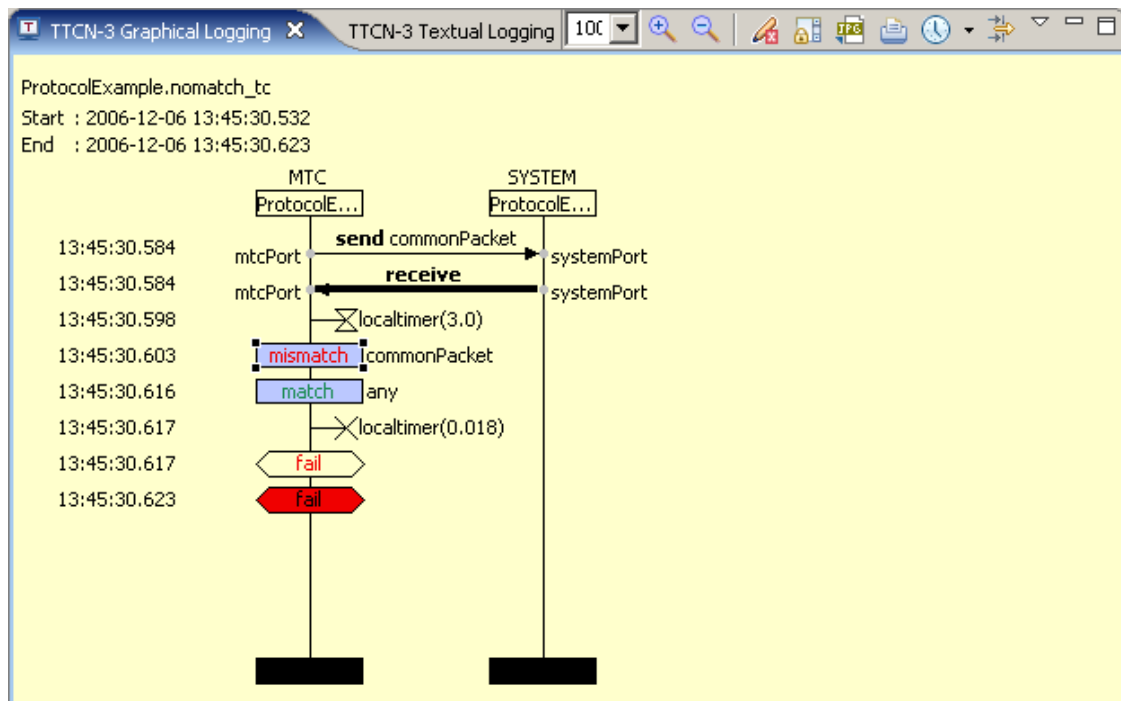 TTCN-3 Graphical Logging TTCN-3 Textual Logging 100 JPG
ProtocolExample.nomatch_tc
Start : 2006-12-06 13:45:30.532
End : 2006-12-06 13:45:30.623
MTC SYSTEM
ProtocolE... ProtocolE...
13:45:30.584 mtcPort send commonPacket systemPort
13:45:30.584 mtcPort receive systemPort
13:45:30.598 localtimer(3.0)
13:45:30.603 mismatch commonPacket
13:45:30.616 match any
13:45:30.617 localtimer(0.018)
13:45:30.617 fail
13:45:30.623 fail